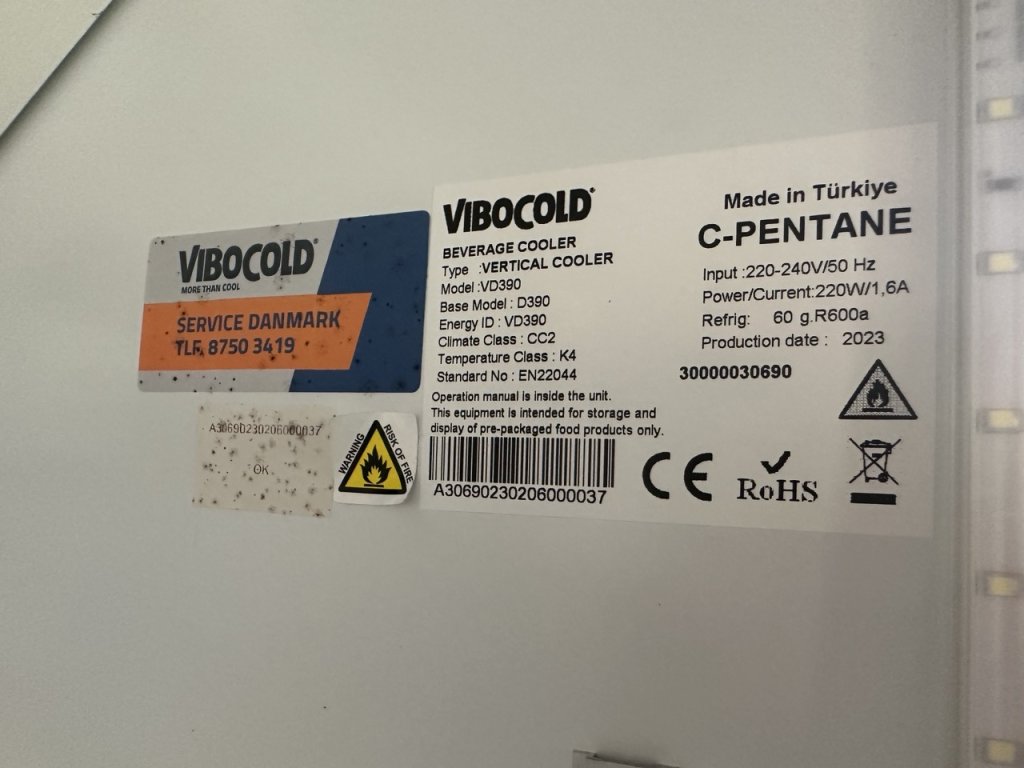 VIBOCOLD
MORE THAN COOL
SERVICE DANMARK
TLF. 8750 3419
A30690230206000037
OK
WARNING
RISK OF FIRE
VIBOCOLD
BEVERAGE COOLER
Type :VERTICAL COOLER
Model:VD390
Base Model : D390
Energy ID : VD390
Climate Class : CC2
Temperature Class : K4
Standard No : EN22044
Operation manual is inside the unit.
This equipment is intended for storage and
display of pre-packaged food products only.
A30690230206000037
Made in Türkiye
C-PENTANE
Input :220-240V/50 Hz
Power/Current:220W/1,6A
Refrig: 60 g.R600a
Production date : 2023
30000030690
CE
RoHS